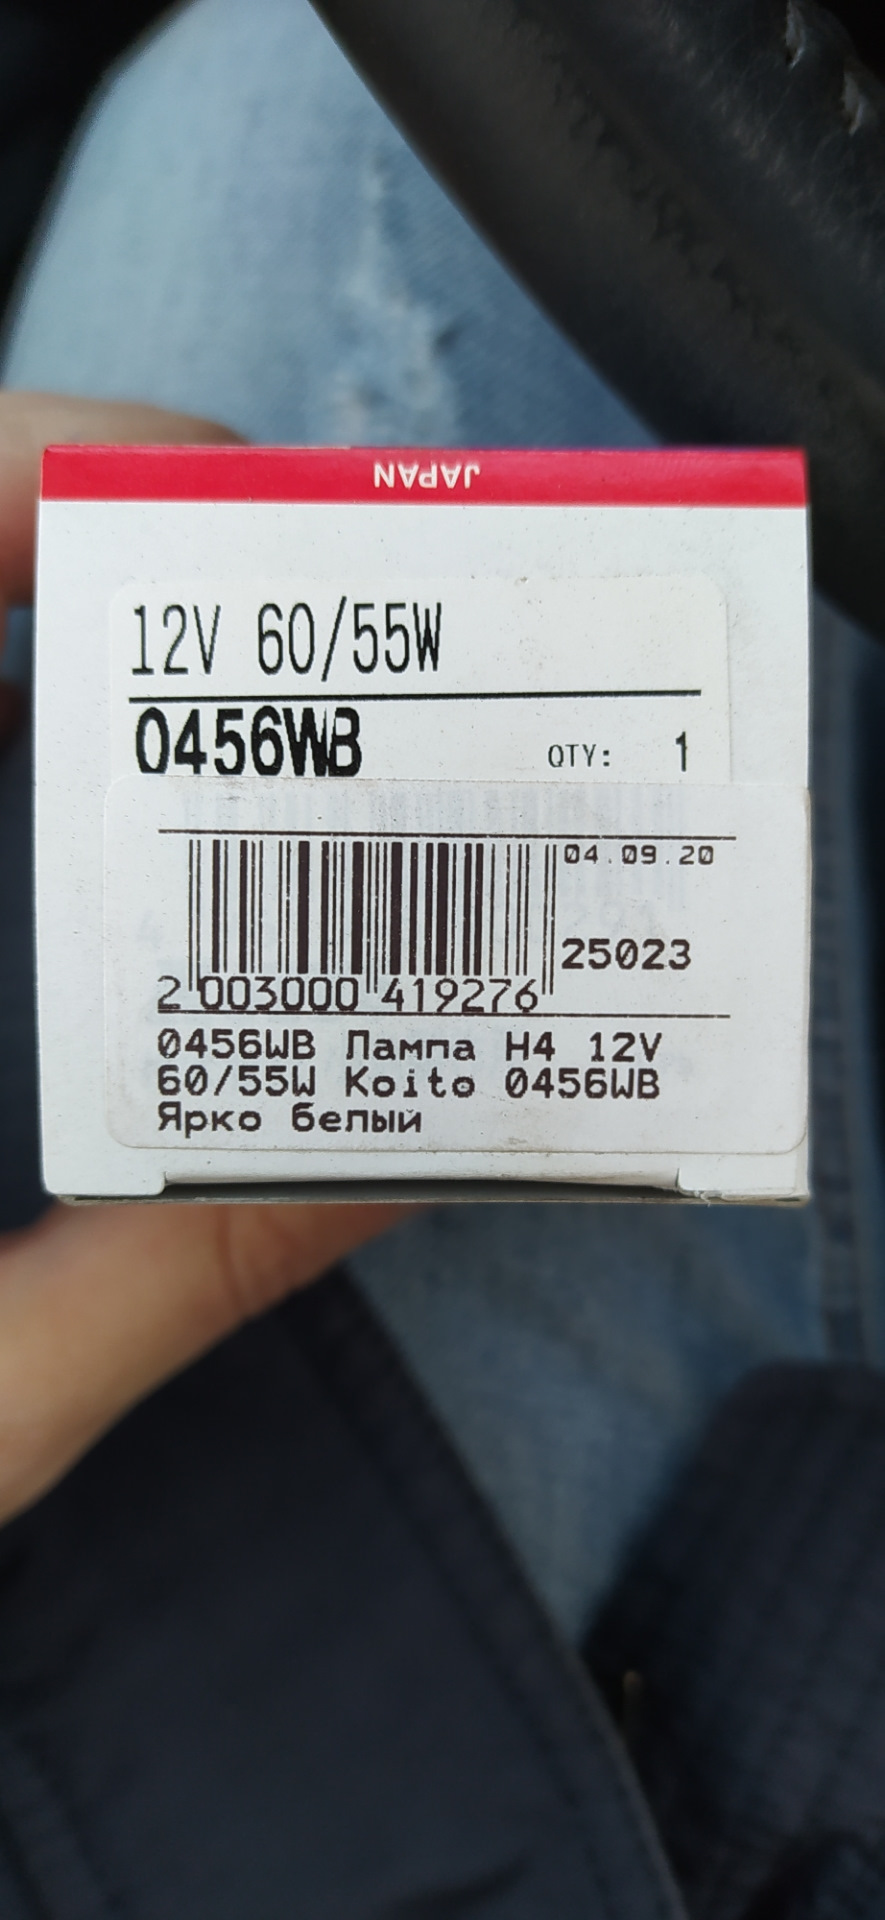 JAPAN
12V 60/55W
0456WB QTY: 1
04.09.20
25023
2 003000 419276
0456WB Лампа H4 12V
60/55W Koito 0456WB
Ярко белый